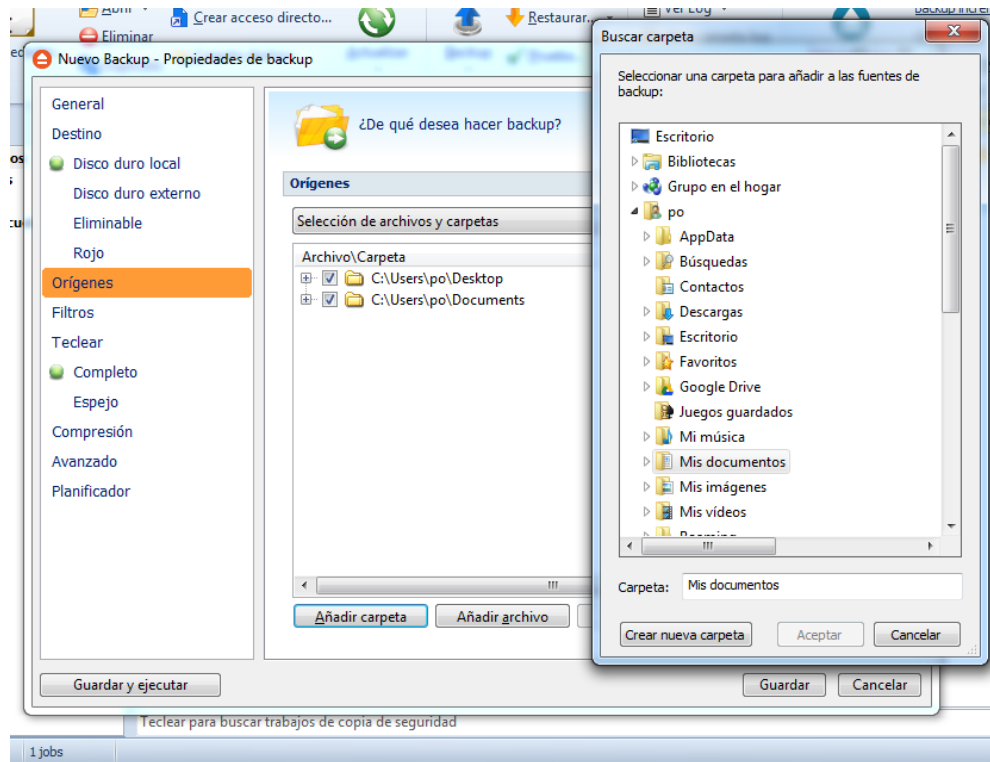 Abrir
Crear acceso directo...
Restaurar...
Ver Log
Eliminar
Nuevo Backup - Propiedades de backup
General
Destino
Disco duro local
Disco duro externo
Eliminable
Rojo
Orígenes
Filtros
Teclear
Completo
Espejo
Compresión
Avanzado
Planificador
¿De qué desea hacer backup?
Orígenes
Selección de archivos y carpetas
Archivo\Carpeta
C:\Users\po\Desktop
C:\Users\po\Documents
Añadir carpeta
Añadir archivo
Guardar y ejecutar
Guardar
Cancelar
Buscar carpeta
Seleccionar una carpeta para añadir a las fuentes de
backup:
Escritorio
Bibliotecas
Grupo en el hogar
po
AppData
Búsquedas
Contactos
Descargas
Escritorio
Favoritos
Google Drive
Juegos guardados
Mi música
Mis documentos
Mis imágenes
Mis vídeos
Roaming
Carpeta:
Mis documentos
Crear nueva carpeta
Aceptar
Cancelar
Teclear para buscar trabajos de copia de seguridad
1 jobs